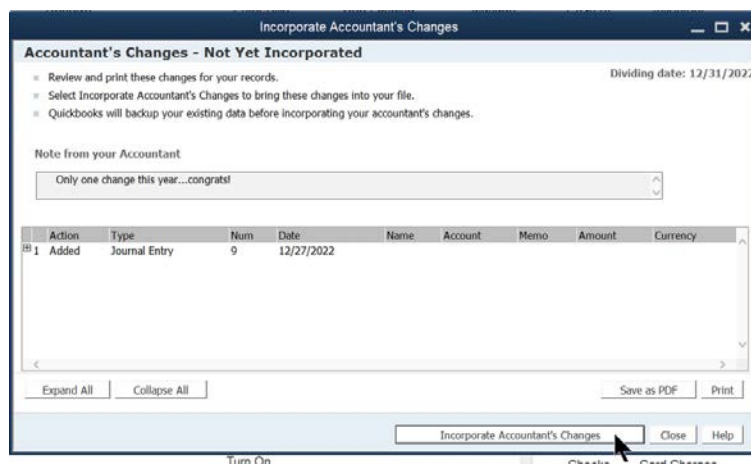 Incorporate Accountant's Changes
Accountant's Changes - Not Yet Incorporated
Dividing date: 12/31/2022
Review and print these changes for your records.
Select Incorporate Accountant's Changes to bring these changes into your file.
Quickbooks will backup your existing data before incorporating your accountant's changes.
Note from your Accountant
Only one change this year...congrats!
Action Type Num Date Name Account Memo Amount Currency
1 Added Journal Entry 9 12/27/2022
Expand All Collapse All Save as PDF Print
Incorporate Accountant's Changes Close Help
Turn On Checks Card Charges